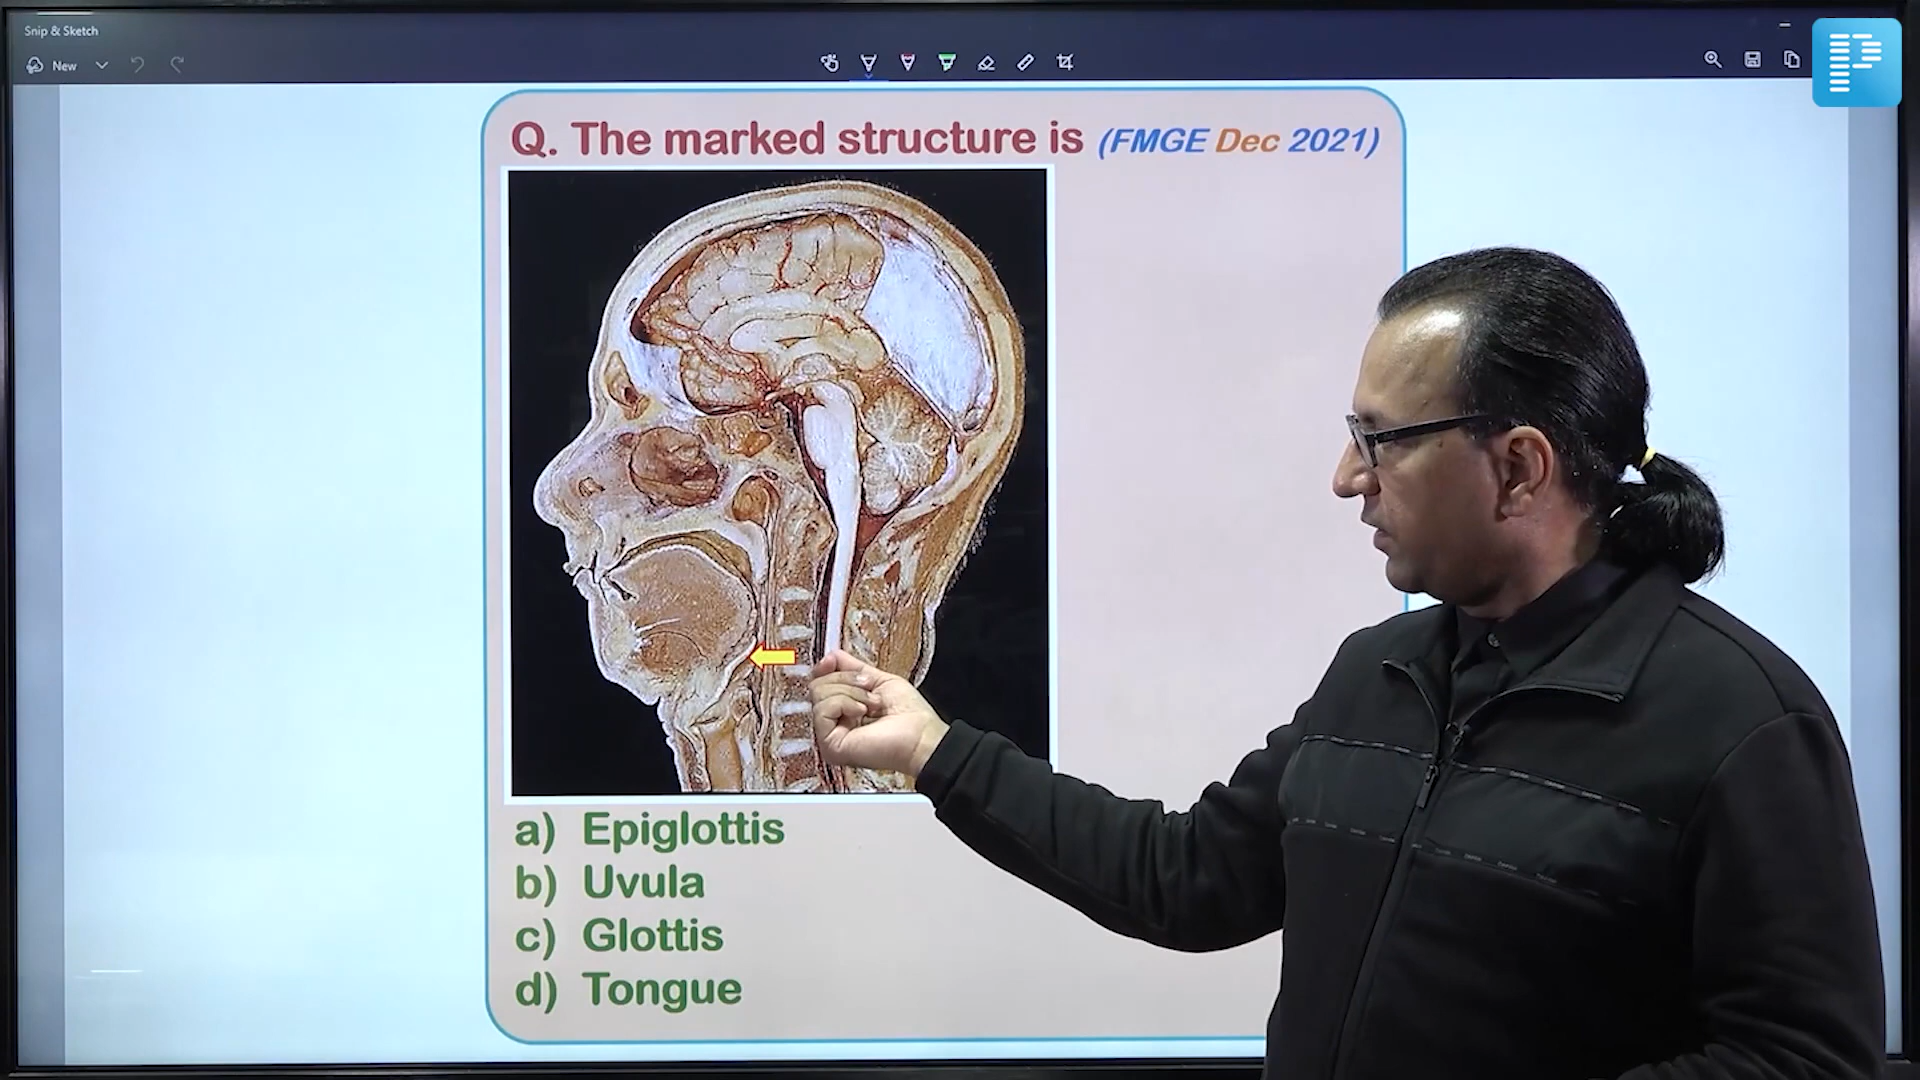 Snip & Sketch
New
Q. The marked structure is (FMGE Dec 2021)
a) Epiglottis
b) Uvula
c) Glottis
d) Tongue